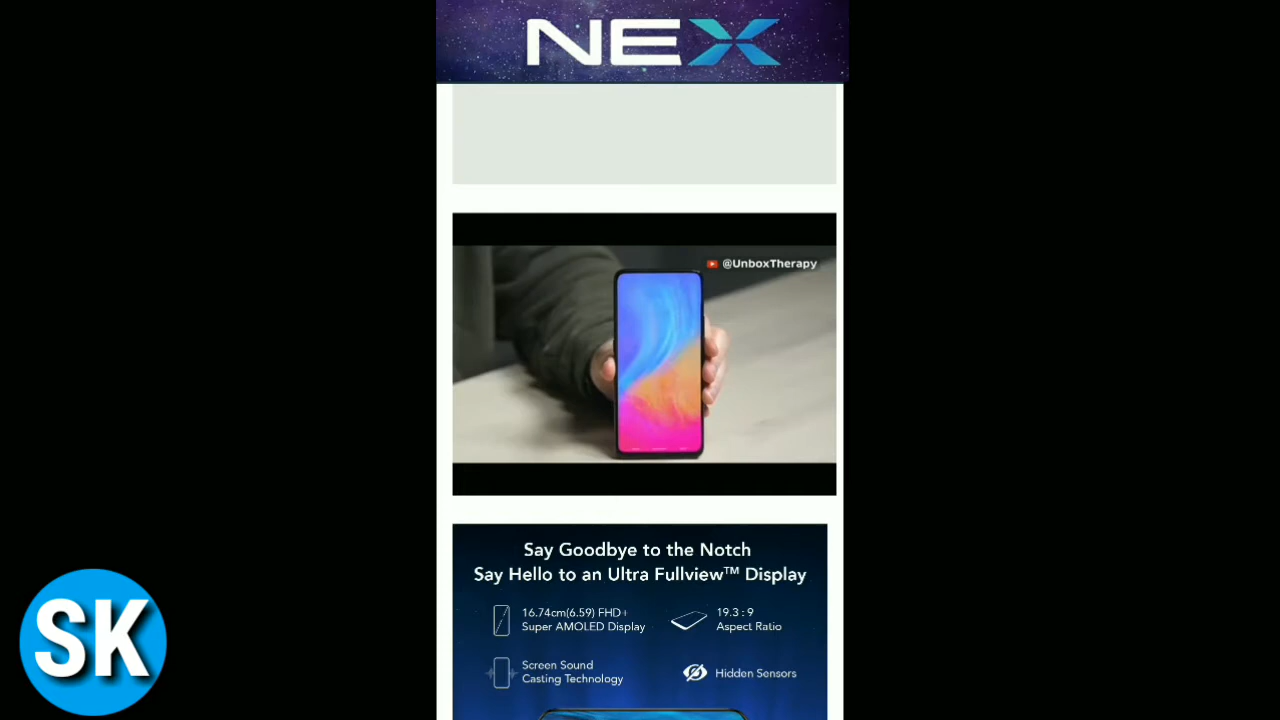 NEX
@UnboxTherapy
Say Goodbye to the Notch
Say Hello to an Ultra Fullview™ Display
16.74cm(6.59) FHD+
Super AMOLED Display
19.3 : 9
Aspect Ratio
Screen Sound
Casting Technology
Hidden Sensors
SK